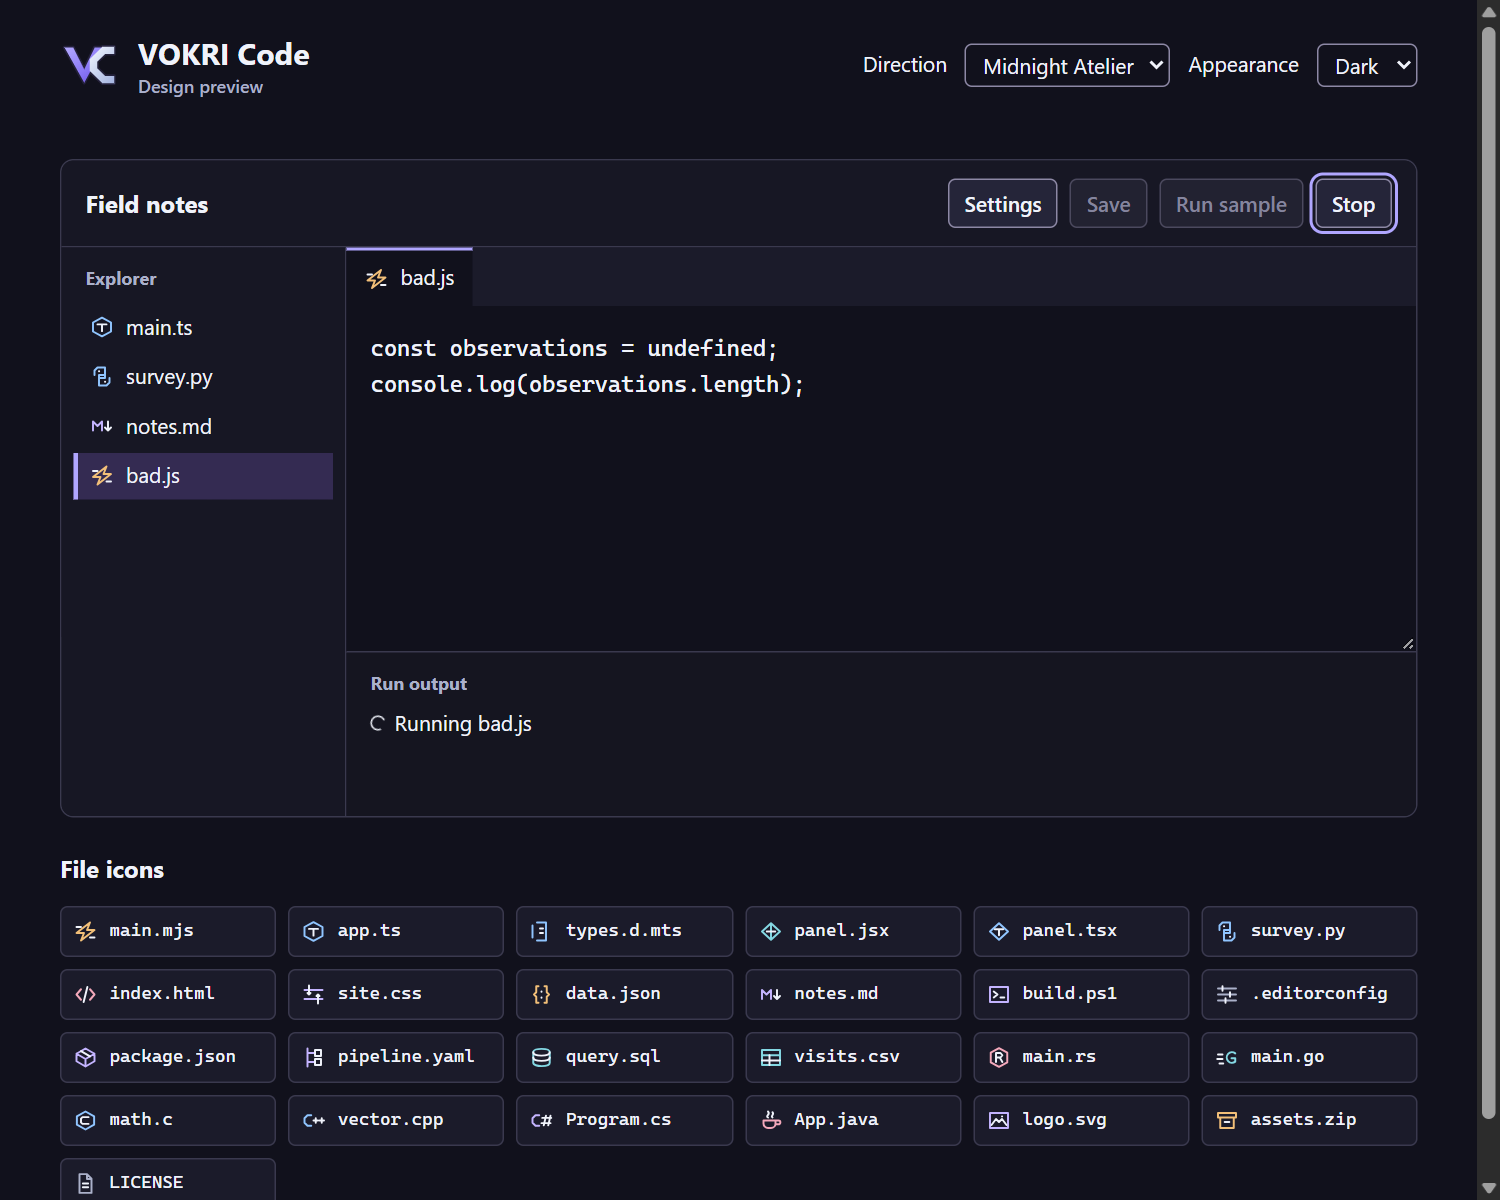 VOKRI Code
Design preview
Direction
Midnight Atelier
Appearance
Dark
Field notes
Settings
Save
Run sample
Stop
Explorer
main.ts
survey.py
notes.md
bad.js
bad.js
const observations = undefined;
console.log(observations.length);
Run output
Running bad.js
File icons
main.mjs
app.ts
types.d.mts
panel.jsx
panel.tsx
survey.py
index.html
site.css
data.json
notes.md
build.ps1
.editorconfig
package.json
pipeline.yaml
query.sql
visits.csv
main.rs
main.go
math.c
vector.cpp
Program.cs
App.java
logo.svg
assets.zip
LICENSE